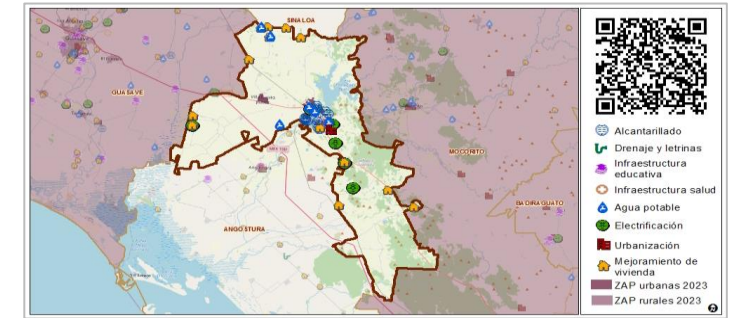 SINALOA
GUASAVE
MOCORITO
BADIRAGUATO
ANGOSTURA
Alcantarillado
Drenaje y letrinas
Infraestructura
educativa
Infraestructura salud
Agua potable
Electrificación
Urbanización
Mejoramiento de
vivienda
ZAP urbanas 2023
ZAP rurales 2023